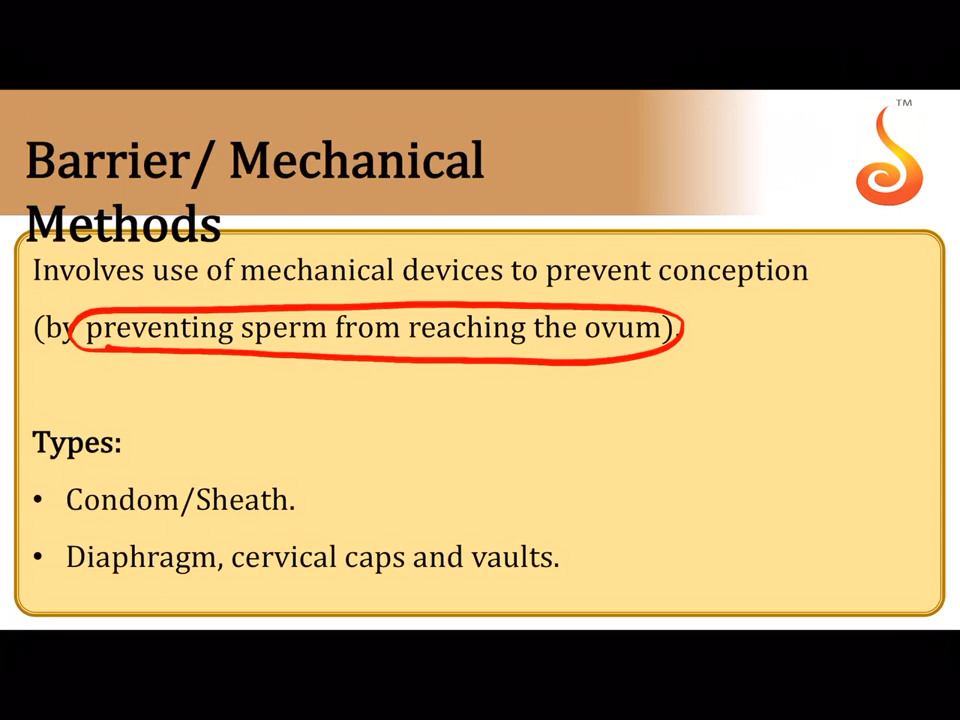 TM
Barrier/ Mechanical
Methods
Involves use of mechanical devices to prevent conception
(by preventing sperm from reaching the ovum).
Types:
• Condom/Sheath.
• Diaphragm, cervical caps and vaults.